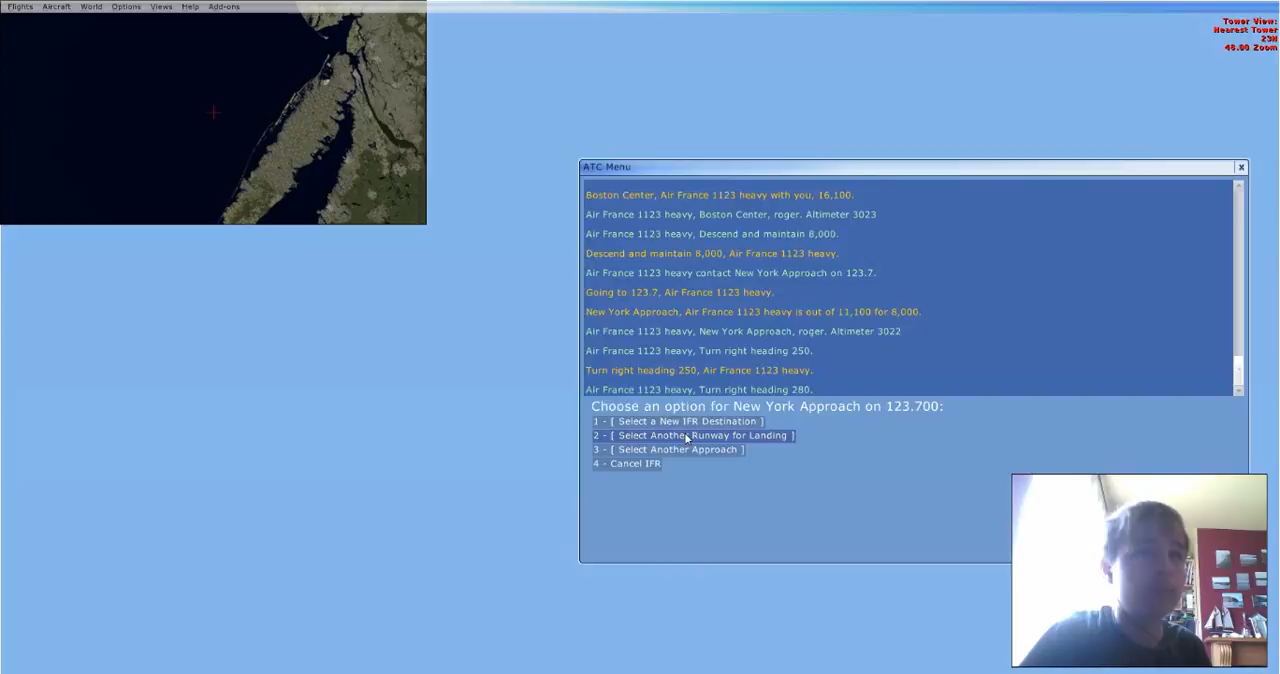 Flights Aircraft World Options Views Help Add-ons
Tower View:
Nearest Tower
23N
48.00 Zoom
ATC Menu
x
Boston Center, Air France 1123 heavy with you, 16,100.
Air France 1123 heavy, Boston Center, roger. Altimeter 3023
Air France 1123 heavy, Descend and maintain 8,000.
Descend and maintain 8,000, Air France 1123 heavy.
Air France 1123 heavy contact New York Approach on 123.7.
Going to 123.7, Air France 1123 heavy.
New York Approach, Air France 1123 heavy is out of 11,100 for 8,000.
Air France 1123 heavy, New York Approach, roger. Altimeter 3022
Air France 1123 heavy, Turn right heading 250.
Turn right heading 250, Air France 1123 heavy.
Air France 1123 heavy, Turn right heading 280.
Choose an option for New York Approach on 123.700:
1 - [ Select a New IFR Destination ]
2 - [ Select Another Runway for Landing ]
3 - [ Select Another Approach ]
4 - Cancel IFR